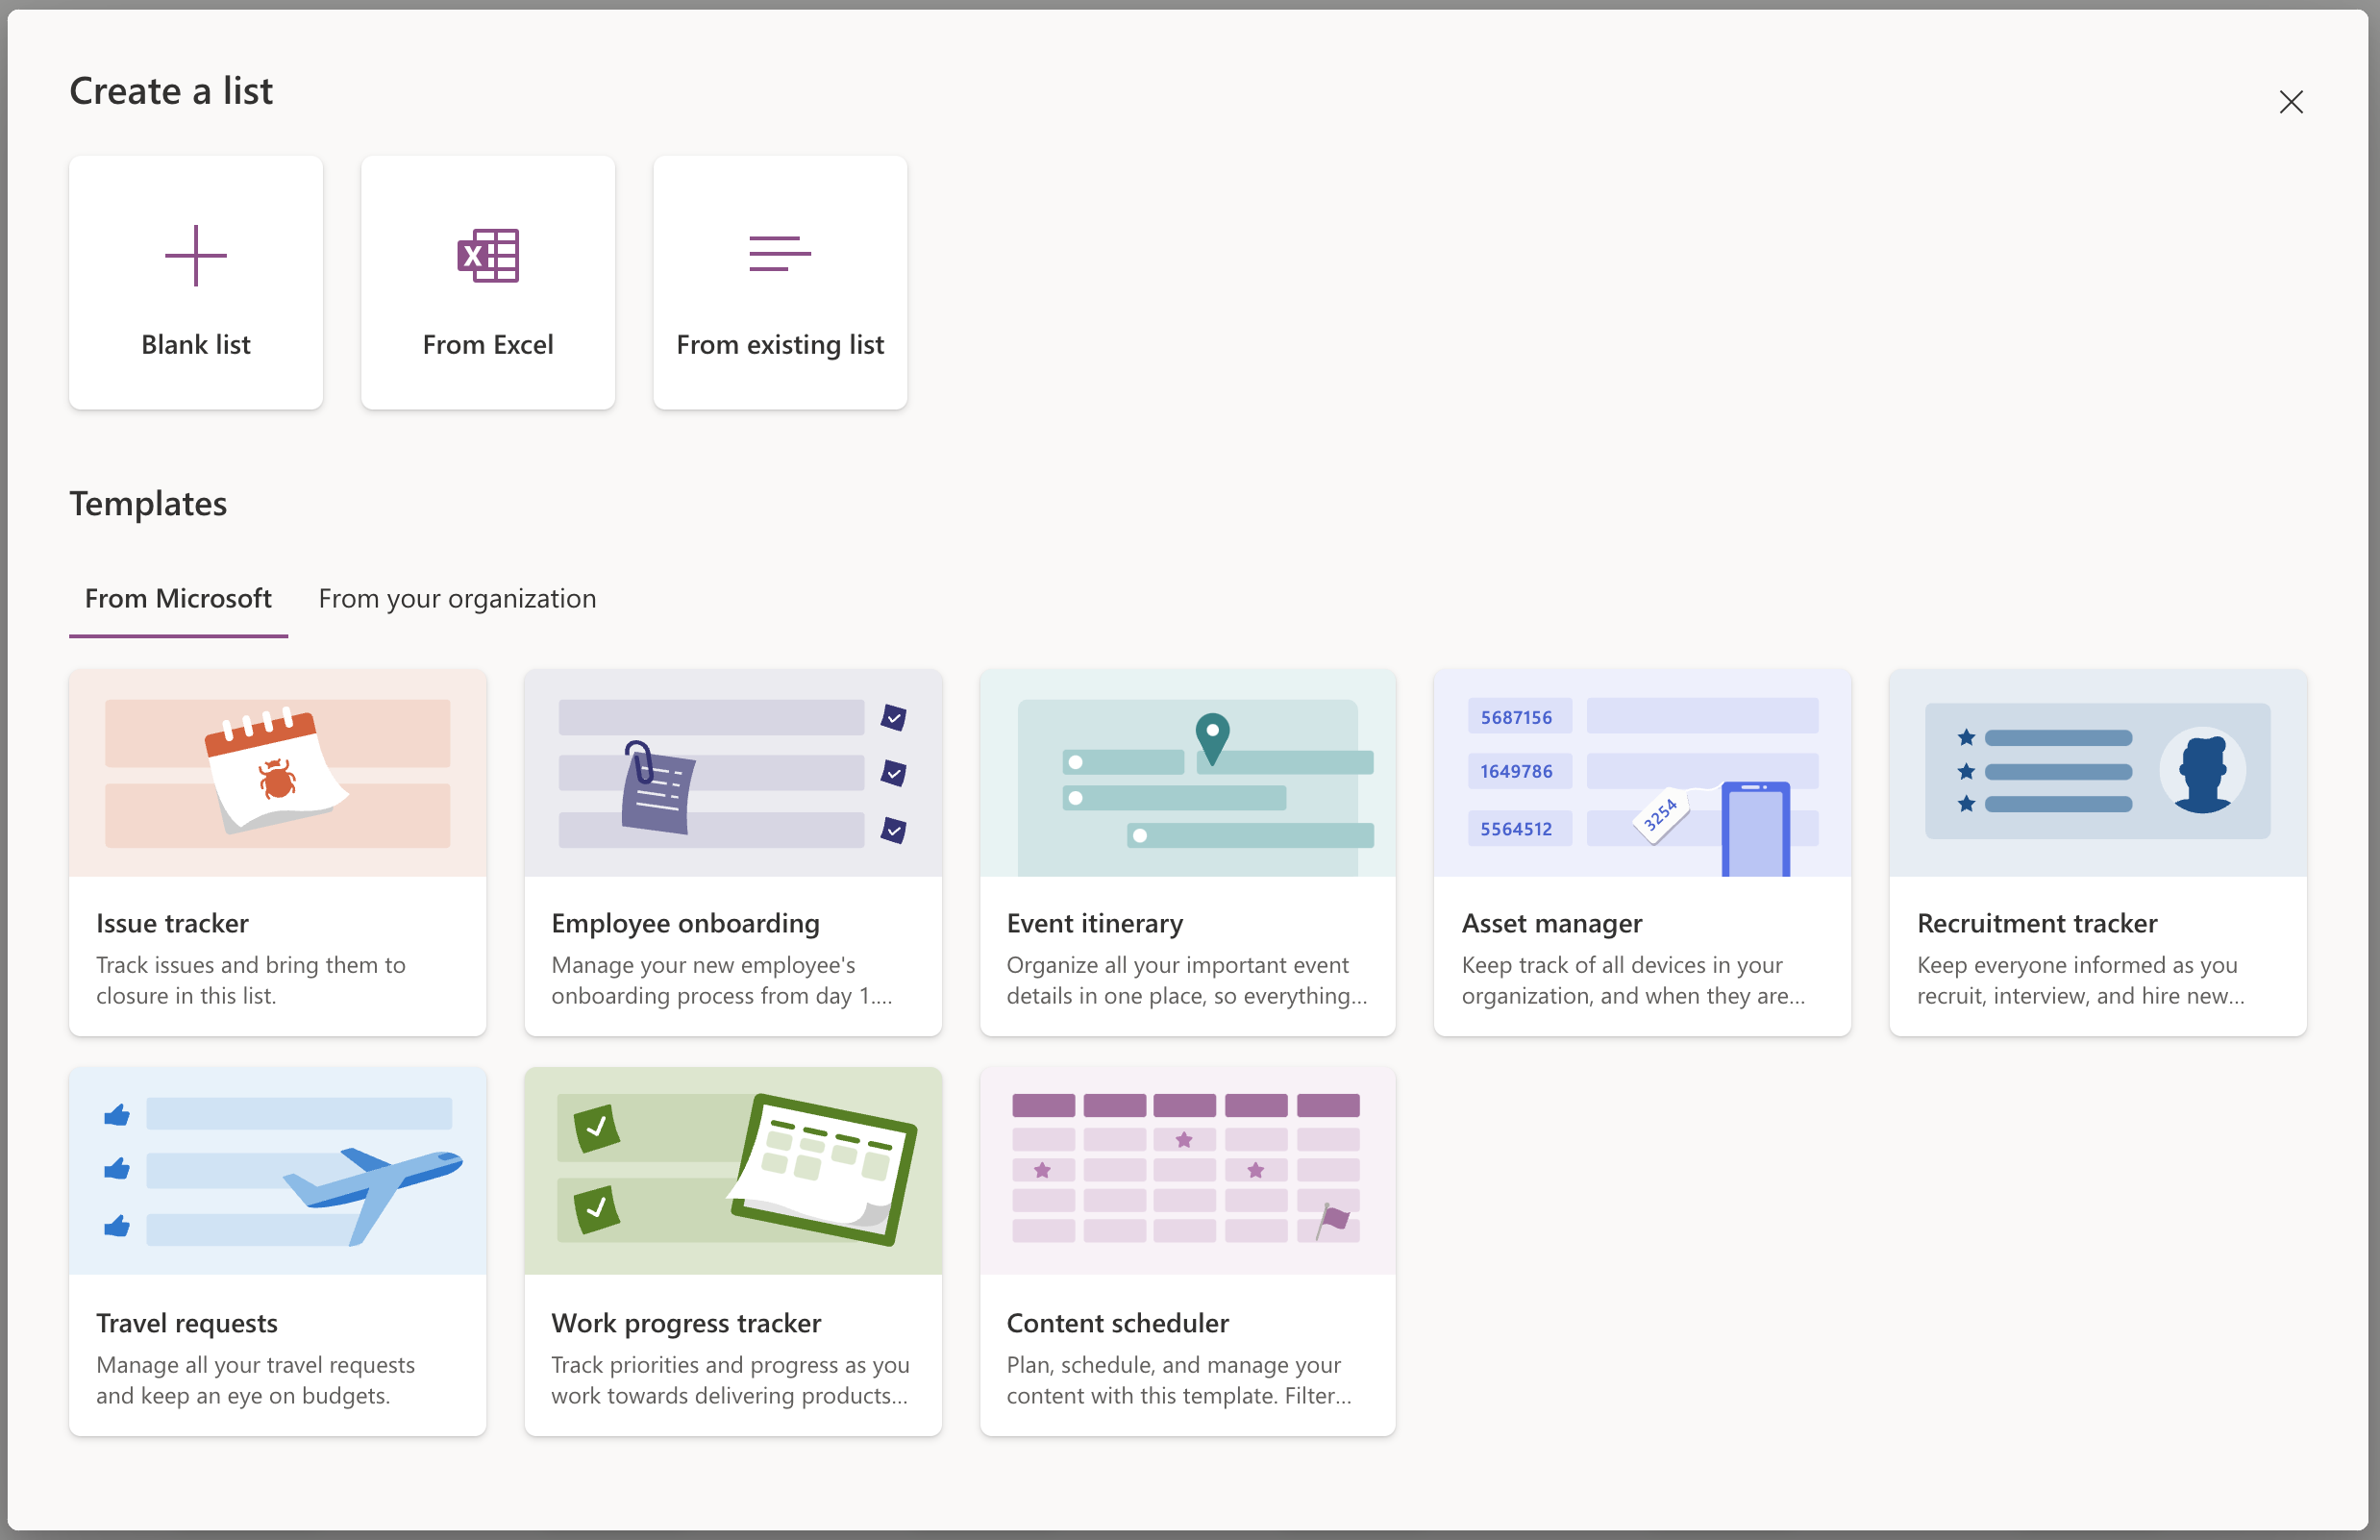 Create a list
Blank list
From Excel
From existing list
Templates
From Microsoft
From your organization
5687156
1649786
5564512
3254
Issue tracker
Track issues and bring them to
closure in this list.
Employee onboarding
Manage your new employee's
onboarding process from day 1....
Event itinerary
Organize all your important event
details in one place, so everything...
Asset manager
Keep track of all devices in your
organization, and when they are...
Recruitment tracker
Keep everyone informed as you
recruit, interview, and hire new...
Travel requests
Manage all your travel requests
and keep an eye on budgets.
Work progress tracker
Track priorities and progress as you
work towards delivering products...
Content scheduler
Plan, schedule, and manage your
content with this template. Filter...